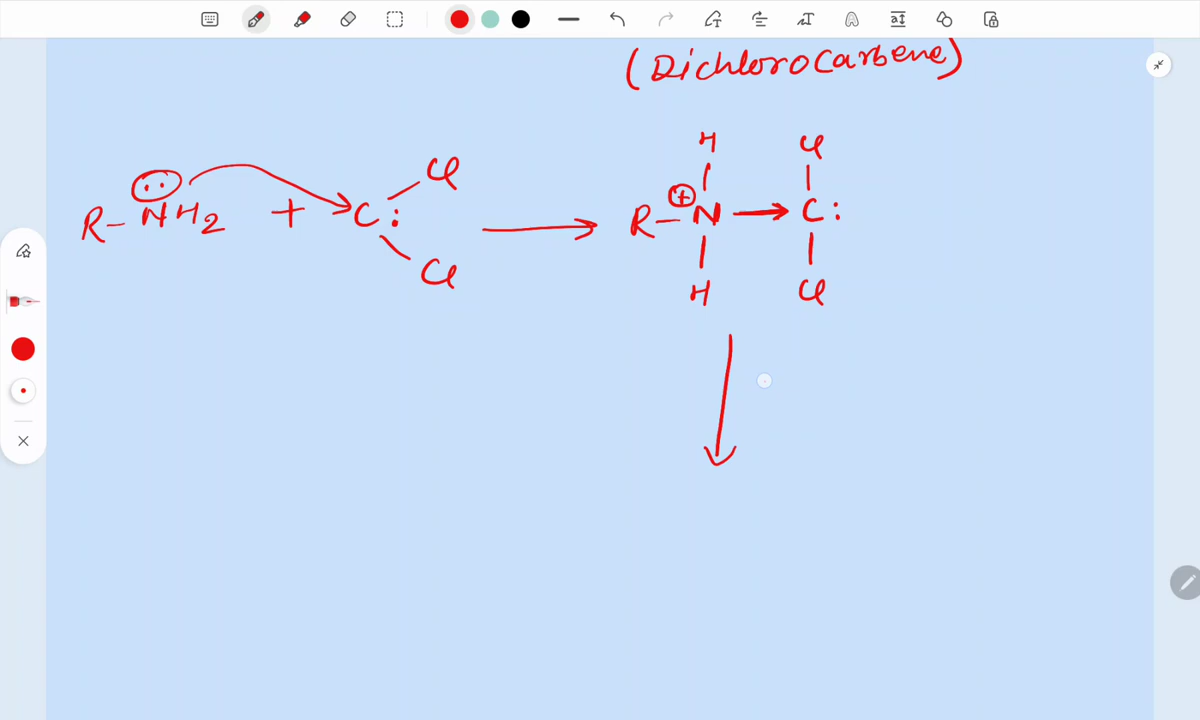 (Dichlorocarbene)
H Cl
R-NH2 + C: Cl Cl → R-N⊕ → C:
H Cl